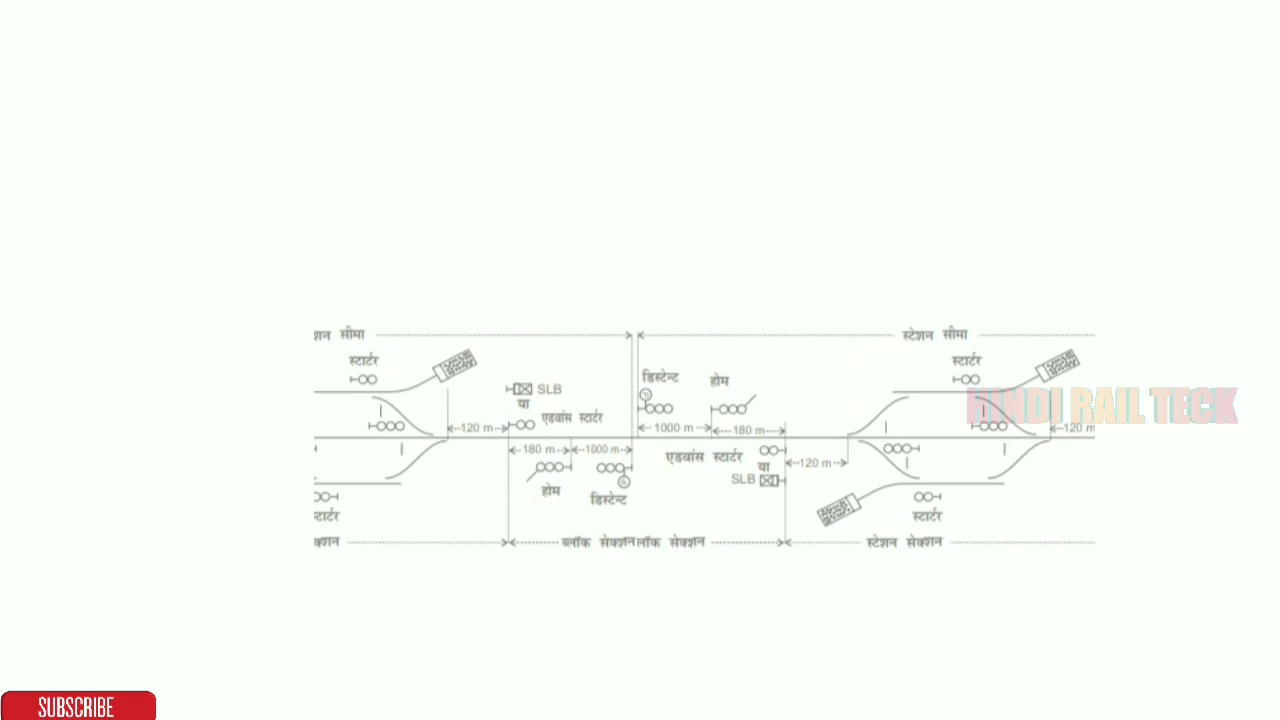 शन सीमा स्टेशन सीमा
स्टार्टर डिस्टेन्ट होम स्टार्टर
SLB
या
एडवांस स्टार्टर
HINDI RAIL TECK
120 m 1000 m 180 m 120 m
180 m 1000 m एडवांस स्टार्टर 120 m
या
SLB
होम डिस्टेन्ट
स्टार्टर स्टार्टर
क्शन ब्लॉक सेक्शन लॉक सेक्शन स्टेशन सेक्शन
SUBSCRIBE